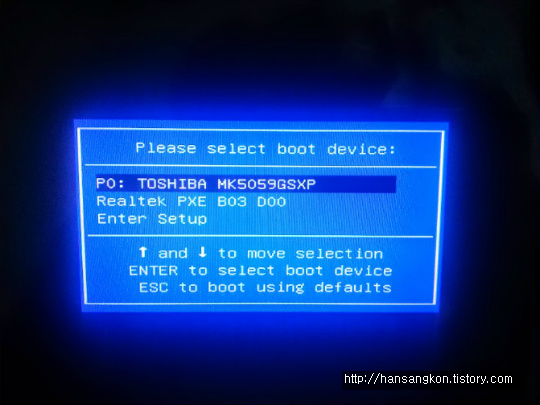 Please select boot device:
P0: TOSHIBA MK5059GSXP
Realtek PXE B03 D00
Enter Setup
↑ and ↓ to move selection
ENTER to select boot device
ESC to boot using defaults
http://hansangkon.tistory.com